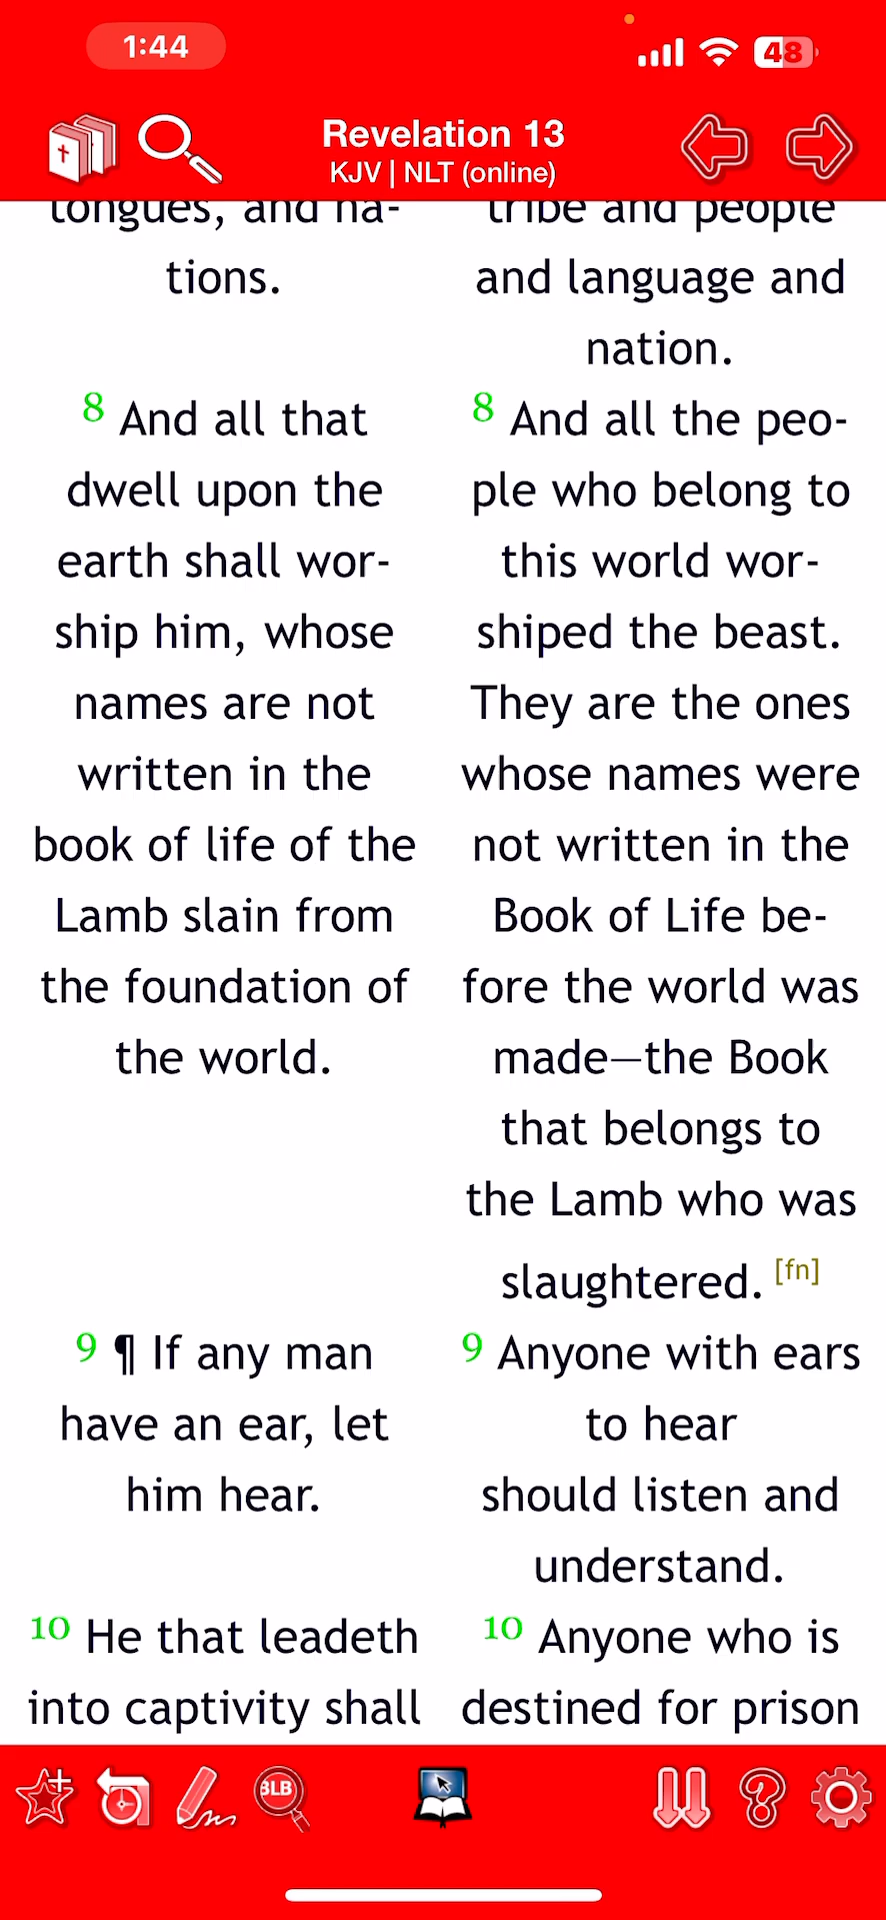 1:44
48
Revelation 13
KJV | NLT (online)
tongues, and na-
tions.
8 And all that
dwell upon the
earth shall wor-
ship him, whose
names are not
written in the
book of life of the
Lamb slain from
the foundation of
the world.
9 ¶ If any man
have an ear, let
him hear.
10 He that leadeth
into captivity shall
tribe and people
and language and
nation.
8 And all the peo-
ple who belong to
this world wor-
shiped the beast.
They are the ones
whose names were
not written in the
Book of Life be-
fore the world was
made—the Book
that belongs to
the Lamb who was
slaughtered. [fn]
9 Anyone with ears
to hear
should listen and
understand.
10 Anyone who is
destined for prison
BLB